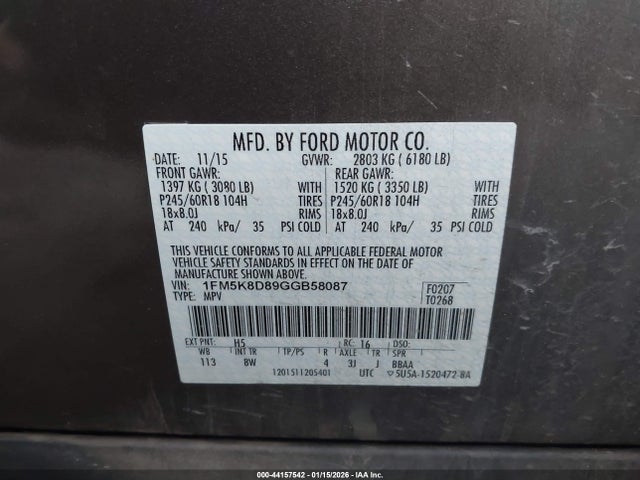 MFD. BY FORD MOTOR CO.
DATE: 11/15 GVWR: 2803 KG ( 6180 LB)
FRONT GAWR: REAR GAWR:
1397 KG ( 3080 LB) WITH 1520 KG ( 3350 LB) WITH
P245/60R18 104H TIRES P245/60R18 104H TIRES
18x8.0J RIMS 18x8.0J RIMS
AT 240 kPa/ 35 PSI COLD AT 240 kPa/ 35 PSI COLD
THIS VEHICLE CONFORMS TO ALL APPLICABLE FEDERAL MOTOR
VEHICLE SAFETY STANDARDS IN EFFECT ON THE DATE OF MANUFACTURE
SHOWN ABOVE.
VIN: 1FM5K8D89GGB58087 F0207
TYPE: MPV T0268
EXT PNT: H5 RC: 16 DSO:
WB INT TR TP/PS R AXLE TR SPR
113 8W 4 3J J BBAA
1201511205401 UTC 5U5A-1520472-BA
000-44157542 - 01/15/2026 - IAA Inc.